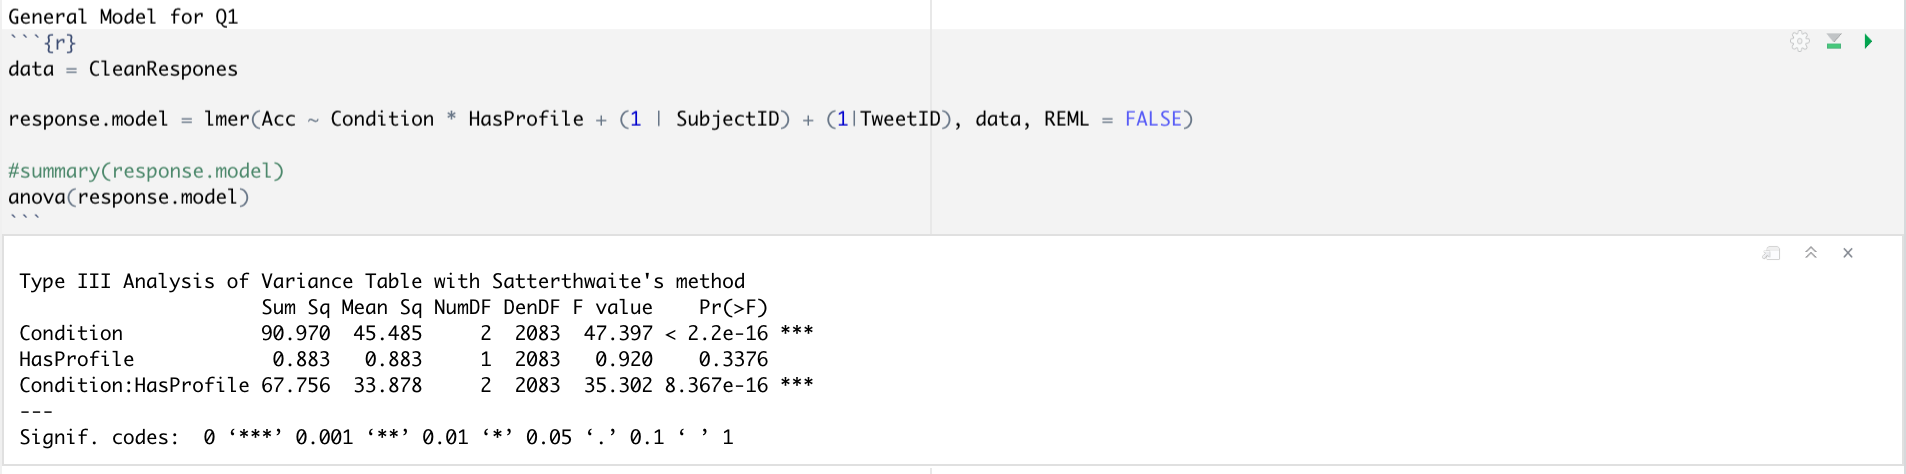 General Model for Q1
```{r}
data = CleanRespones
response.model = lmer(Acc ~ Condition * HasProfile + (1 | SubjectID) + (1|TweetID), data, REML = FALSE)
#summary(response.model)
anova(response.model)
```
Type III Analysis of Variance Table with Satterthwaite's method
Sum Sq Mean Sq NumDF DenDF F value Pr(>F)
Condition 90.970 45.485 2 2083 47.397 < 2.2e-16 ***
HasProfile 0.883 0.883 1 2083 0.920 0.3376
Condition:HasProfile 67.756 33.878 2 2083 35.302 8.367e-16 ***
---
Signif. codes: 0 ‘***’ 0.001 ‘**’ 0.01 ‘*’ 0.05 ‘.’ 0.1 ‘ ’ 1